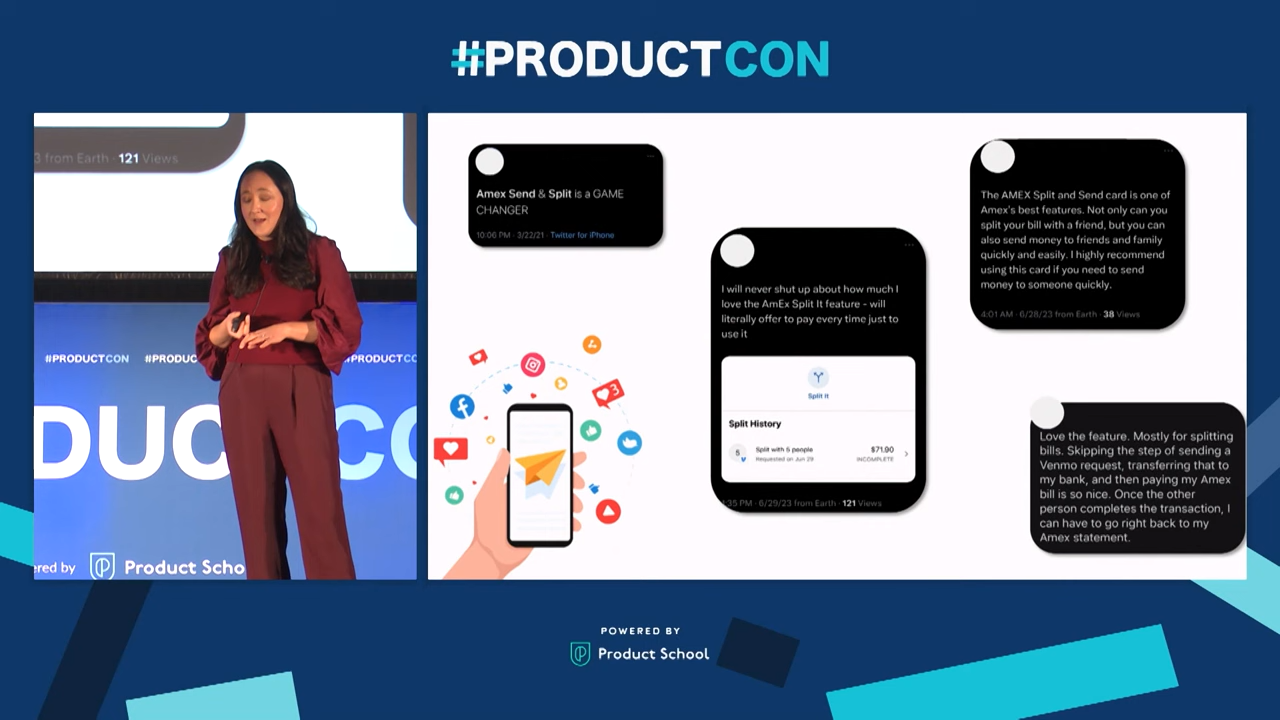 #PRODUCTCON
3 from Earth · 121 Views
#PRODUCTCON #PRODUC
#PRODUCTCON
DUC
CO
ered by Product Scho
Amex Send & Split is a GAME
CHANGER
10:06 PM · 3/22/21 · Twitter for iPhone
I will never shut up about how much I
love the AmEx Split It feature - will
literally offer to pay every time just to
use it
Split It
Split History
5
Split with 5 people
Requested on Jun 29
$71.90
INCOMPLETE
:35 PM · 6/29/23 from Earth · 121 Views
The AMEX Split and Send card is one of
Amex's best features. Not only can you
split your bill with a friend, but you can
also send money to friends and family
quickly and easily. I highly recommend
using this card if you need to send
money to someone quickly.
4:01 AM · 6/28/23 from Earth · 38 Views
Love the feature. Mostly for splitting
bills. Skipping the step of sending a
Venmo request, transferring that to
my bank, and then paying my Amex
bill is so nice. Once the other
person completes the transaction, I
can have to go right back to my
Amex statement.
3
POWERED BY
Product School